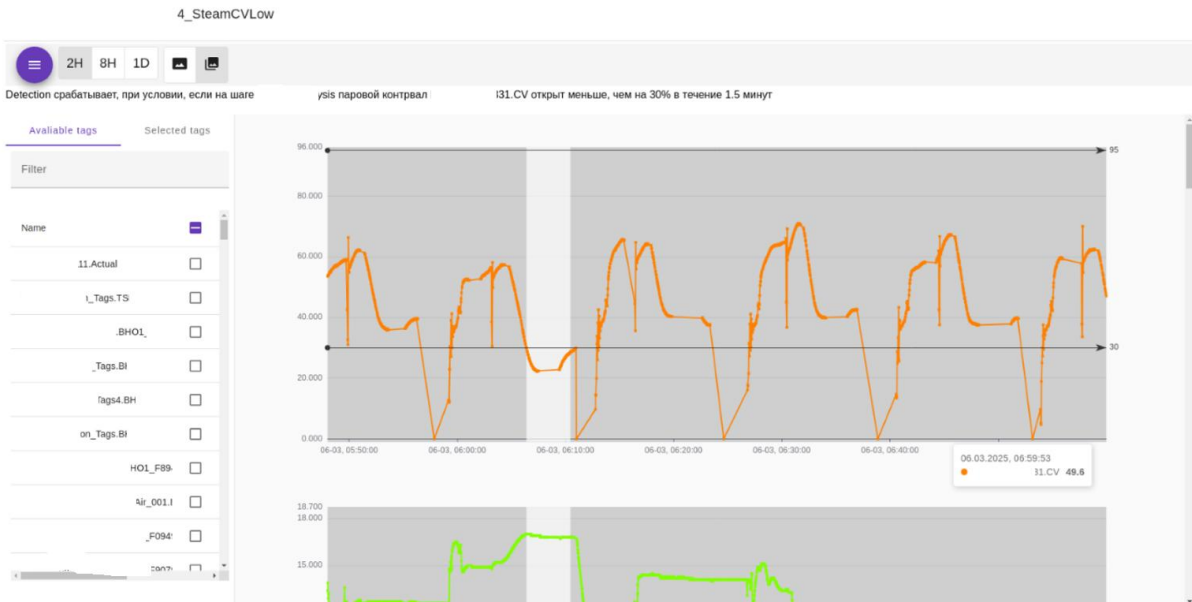 4_SteamCVLow
2H 8H 1D
Detection срабатывает, при условии, если на шаге ysis паровой контрвал 31.CV открыт меньше, чем на 30% в течение 1.5 минут
Avaliable tags Selected tags
Filter
Name
11.Actual
_Tags.TS
.BHO1_
_Tags.BI
Tags4.BH
on_Tags.BI
HO1_F89
Air_001.I
_F094
96.000
95
80.000
60.000
40.000
30
20.000
0.000
06-03, 05:50:00 06-03, 06:00:00 06-03, 06:10:00 06-03, 06:20:00 06-03, 06:30:00 06-03, 06:40:00
06.03.2025, 06:59:53
31.CV 49.6
18.700
18.000
15.000